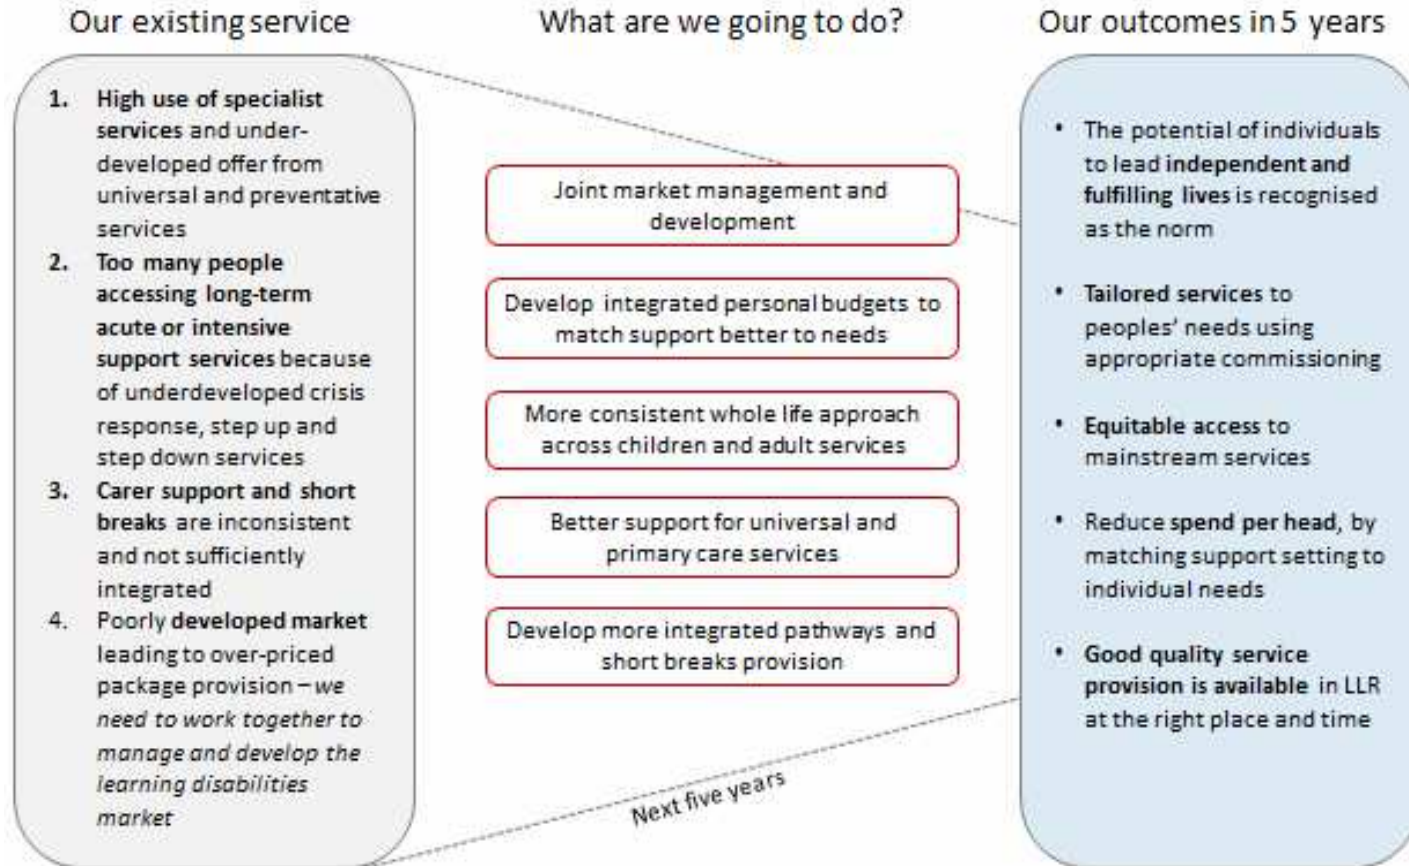 Our existing service
What are we going to do?
Our outcomes in 5 years
1. High use of specialist
services and under-
developed offer from
universal and preventative
services
2. Too many people
accessing long-term
acute or intensive
support services because
of underdeveloped crisis
response, step up and
step down services
3. Carer support and short
breaks are inconsistent
and not sufficiently
integrated
4. Poorly developed market
leading to over-priced
package provision – we
need to work together to
manage and develop the
learning disabilities
market
Joint market management and
development
Develop integrated personal budgets to
match support better to needs
More consistent whole life approach
across children and adult services
Better support for universal and
primary care services
Develop more integrated pathways and
short breaks provision
Next five years
• The potential of individuals
to lead independent and
fulfilling lives is recognised
as the norm
• Tailored services to
peoples’ needs using
appropriate commissioning
• Equitable access to
mainstream services
• Reduce spend per head, by
matching support setting to
individual needs
• Good quality service
provision is available in LLR
at the right place and time